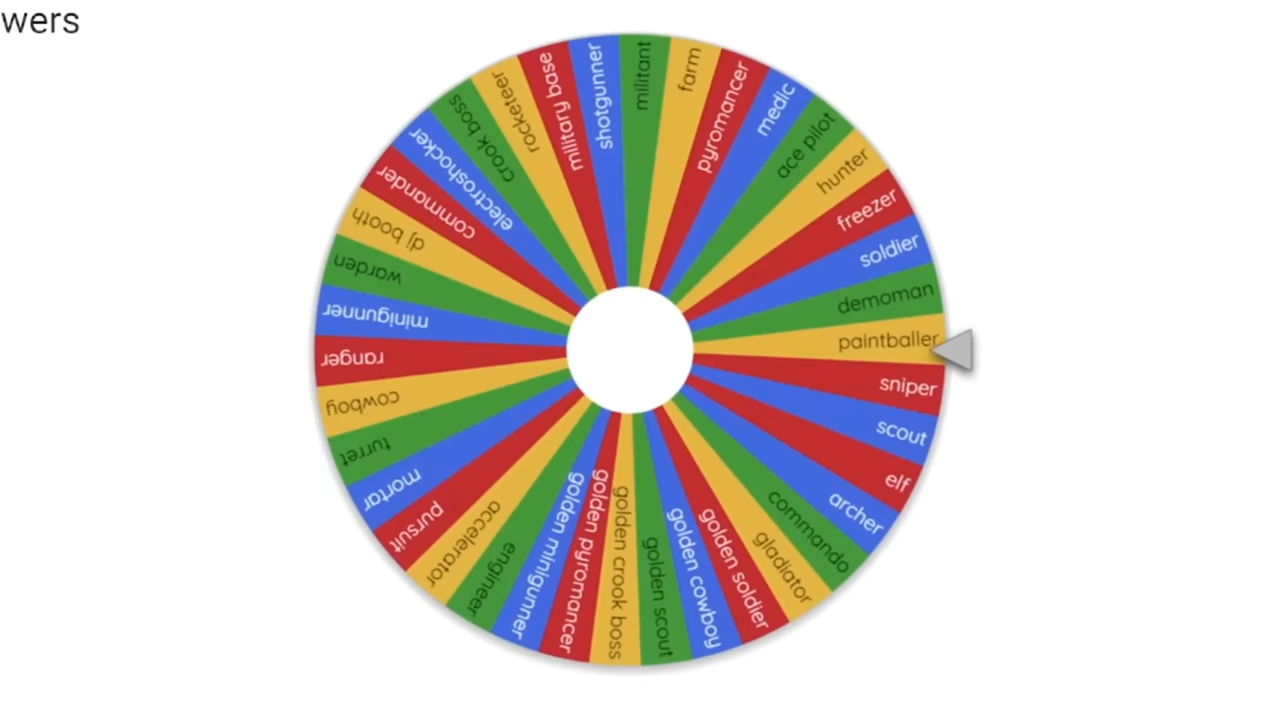 wers
militant
farm
pyromancer
medic
ace pilot
hunter
freezer
soldier
demoman
paintballer
sniper
scout
elf
archer
commando
gladiator
golden soldier
golden cowboy
golden scout
golden crook boss
golden pyromancer
golden minigunner
engineer
accelerator
pursuit
mortar
turret
cowboy
ranger
minigunner
warden
dj booth
commander
electroshocker
crook boss
rocketeer
military base
shotgunner